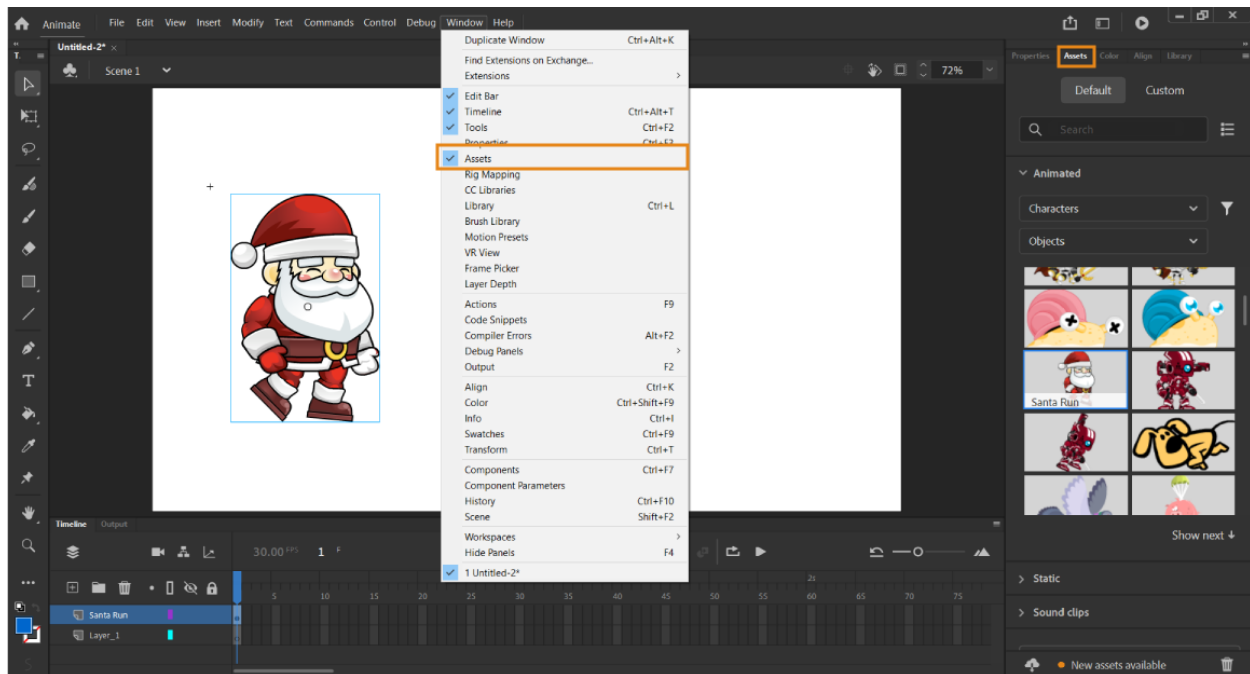 Animate File Edit View Insert Modify Text Commands Control Debug Window Help
Untitled-2* ×
Scene 1
72%
Duplicate Window Ctrl+Alt+K
Find Extensions on Exchange...
Extensions
Edit Bar
Timeline Ctrl+Alt+T
Tools Ctrl+F2
Properties Ctrl+F3
Assets
Rig Mapping
CC Libraries
Library Ctrl+L
Brush Library
Motion Presets
VR View
Frame Picker
Layer Depth
Actions F9
Code Snippets
Compiler Errors Alt+F2
Debug Panels
Output F2
Align Ctrl+K
Color Ctrl+Shift+F9
Info Ctrl+I
Swatches Ctrl+F9
Transform Ctrl+T
Components Ctrl+F7
Component Parameters
History Ctrl+F10
Scene Shift+F2
Workspaces
Hide Panels F4
1 Untitled-2*
Properties Assets Color Align Library
Default Custom
Search
Animated
Characters
Objects
Santa Run
Show next
Static
Sound clips
New assets available
Timeline Output
30.00 FPS 1 F
2s
5 10 15 20 25 30 35 40 45 50 55 60 65 70 75
Santa Run
Layer_1